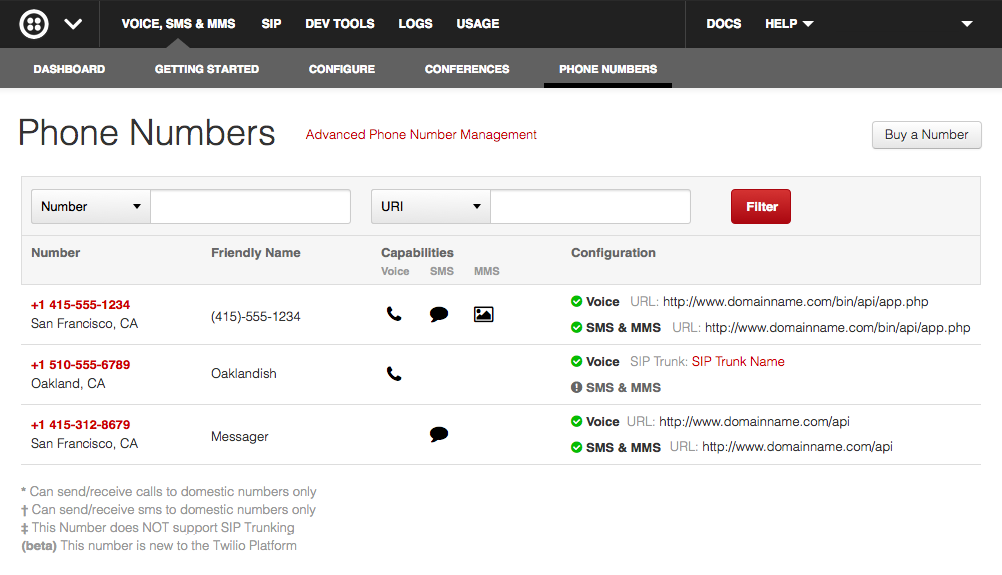 VOICE, SMS & MMS SIP DEV TOOLS LOGS USAGE DOCS HELP
DASHBOARD GETTING STARTED CONFIGURE CONFERENCES PHONE NUMBERS
Phone Numbers Advanced Phone Number Management Buy a Number
Number URI Filter
Number Friendly Name Capabilities Configuration
Voice SMS MMS
+1 415-555-1234
San Francisco, CA
(415)-555-1234
Voice URL: http://www.domainname.com/bin/api/app.php
SMS & MMS URL: http://www.domainname.com/bin/api/app.php
+1 510-555-6789
Oakland, CA
Oaklandish
Voice SIP Trunk: SIP Trunk Name
SMS & MMS
+1 415-312-8679
San Francisco, CA
Messager
Voice URL: http://www.domainname.com/api
SMS & MMS URL: http://www.domainname.com/api
* Can send/receive calls to domestic numbers only
† Can send/receive sms to domestic numbers only
‡ This Number does NOT support SIP Trunking
(beta) This number is new to the Twilio Platform